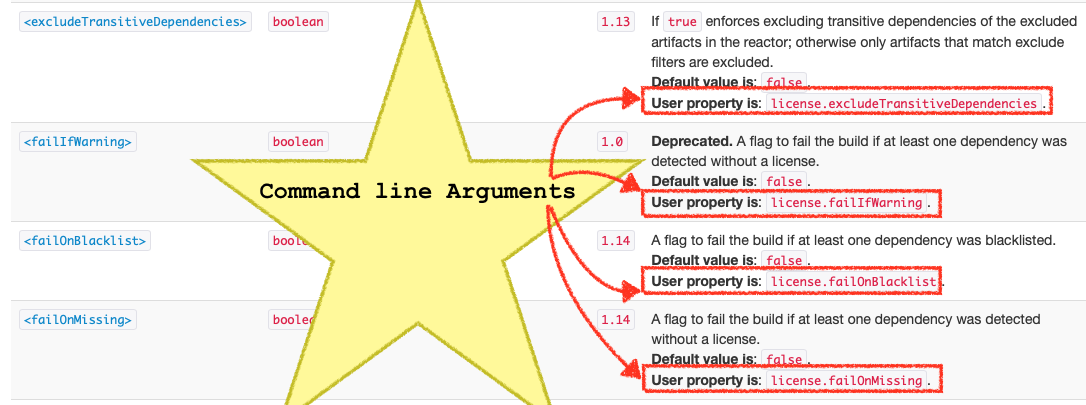 <excludeTransitiveDependencies> boolean 1.13 If true enforces excluding transitive dependencies of the excluded
artifacts in the reactor; otherwise only artifacts that match exclude
filters are excluded.
Default value is: false.
User property is: license.excludeTransitiveDependencies.
<failIfWarning> boolean 1.0 Deprecated. A flag to fail the build if at least one dependency was
detected without a license.
Default value is: false.
Command line Arguments
User property is: license.failIfWarning.
<failOnBlacklist> boole 1.14 A flag to fail the build if at least one dependency was blacklisted.
Default value is: false.
User property is: license.failOnBlacklist.
<failOnMissing> boolea 1.14 A flag to fail the build if at least one dependency was detected
without a license.
Default value is: false.
User property is: license.failOnMissing.